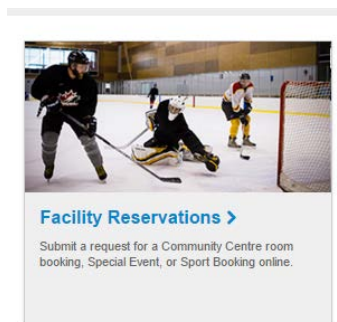 Facility Reservations >
Submit a request for a Community Centre room
booking, Special Event, or Sport Booking online.